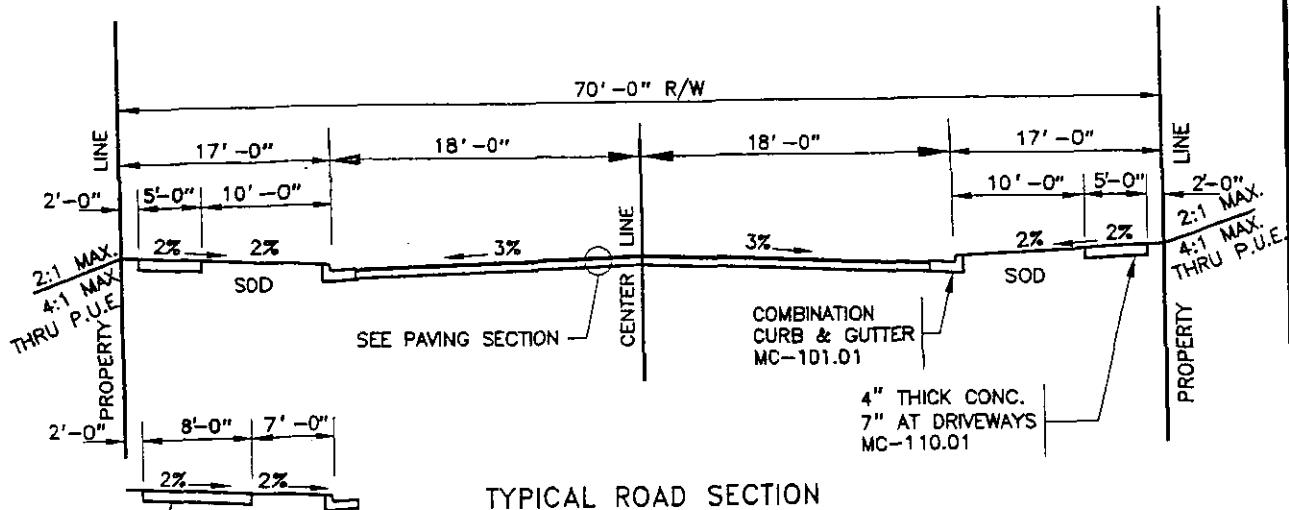 70'-0" R/W
LINE
LINE
17'-0"
18'-0"
18'-0"
17'-0"
2'-0"
5'-0"
10'-0"
10'-0"
5'-0"
2'-0"
2%
2%
3%
LINE
3%
2%
2%
2:1 MAX.
4:1 MAX.
THRU P.U.E.
2:1 MAX.
4:1 MAX.
THRU P.U.E.
SOD
SOD
CENTER
SEE PAVING SECTION
COMBINATION
CURB & GUTTER
MC-101.01
PROPERTY
PROPERTY
4" THICK CONC.
7" AT DRIVEWAYS
MC-110.01
2'-0"
8'-0"
7'-0"
2%
2%
TYPICAL ROAD SECTION